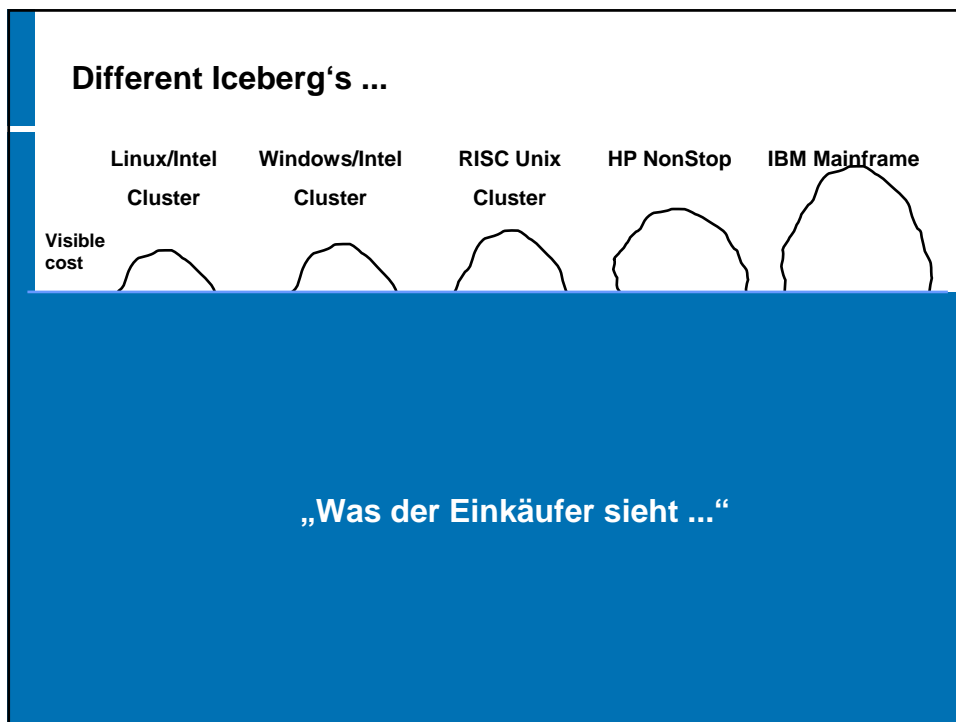 Different Iceberg‘s ...
Linux/Intel
Cluster
Windows/Intel
Cluster
RISC Unix
Cluster
HP NonStop
IBM Mainframe
Visible
cost
„Was der Einkäufer sieht ...“